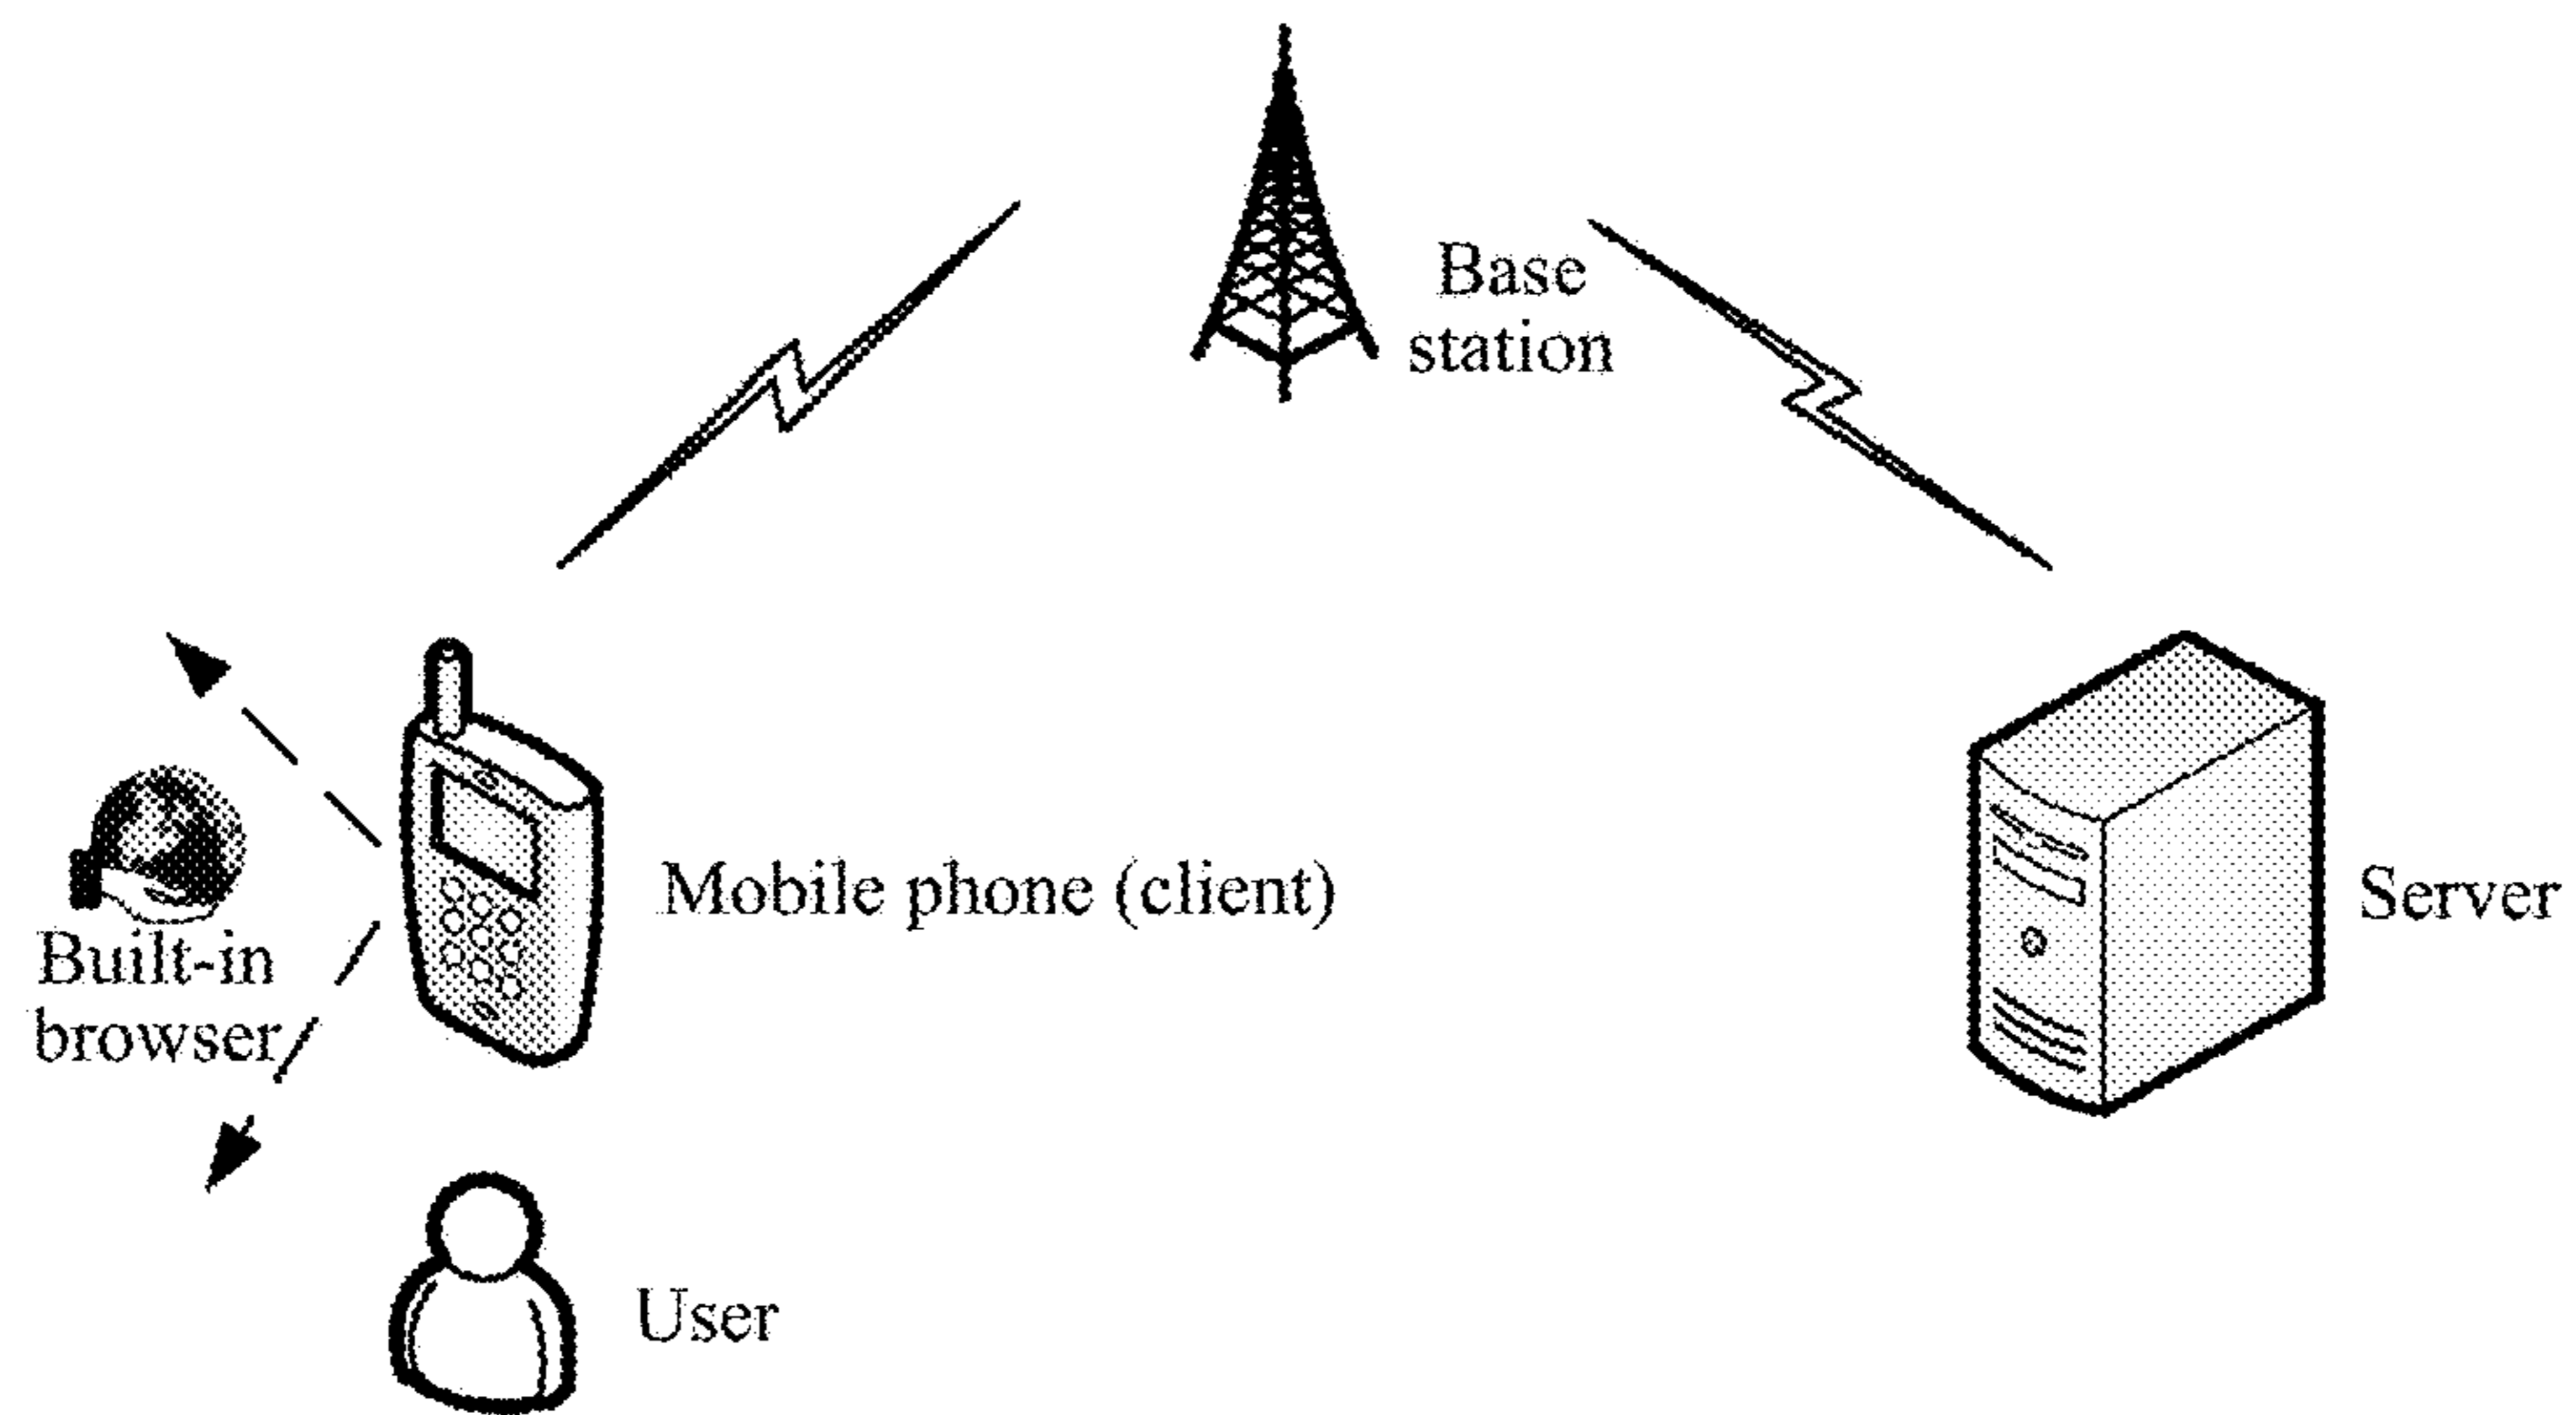 Base
station
Mobile phone (client)
Server
Built-in
browser
User